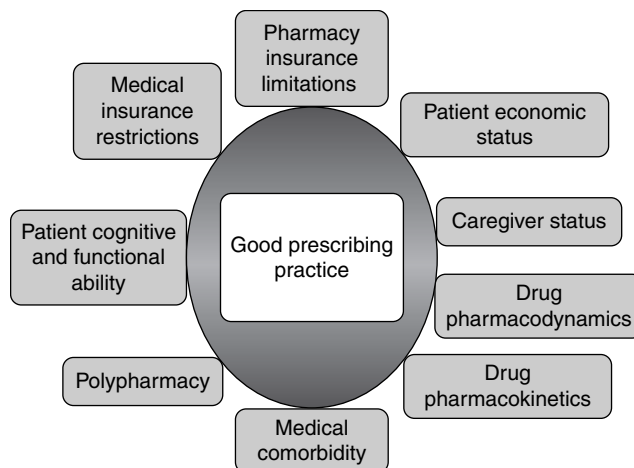 Pharmacy
insurance
limitations
Medical
insurance
restrictions
Patient economic
status
Patient cognitive
and functional
ability
Good prescribing
practice
Caregiver status
Drug
pharmacodynamics
Polypharmacy
Drug
pharmacokinetics
Medical
comorbidity